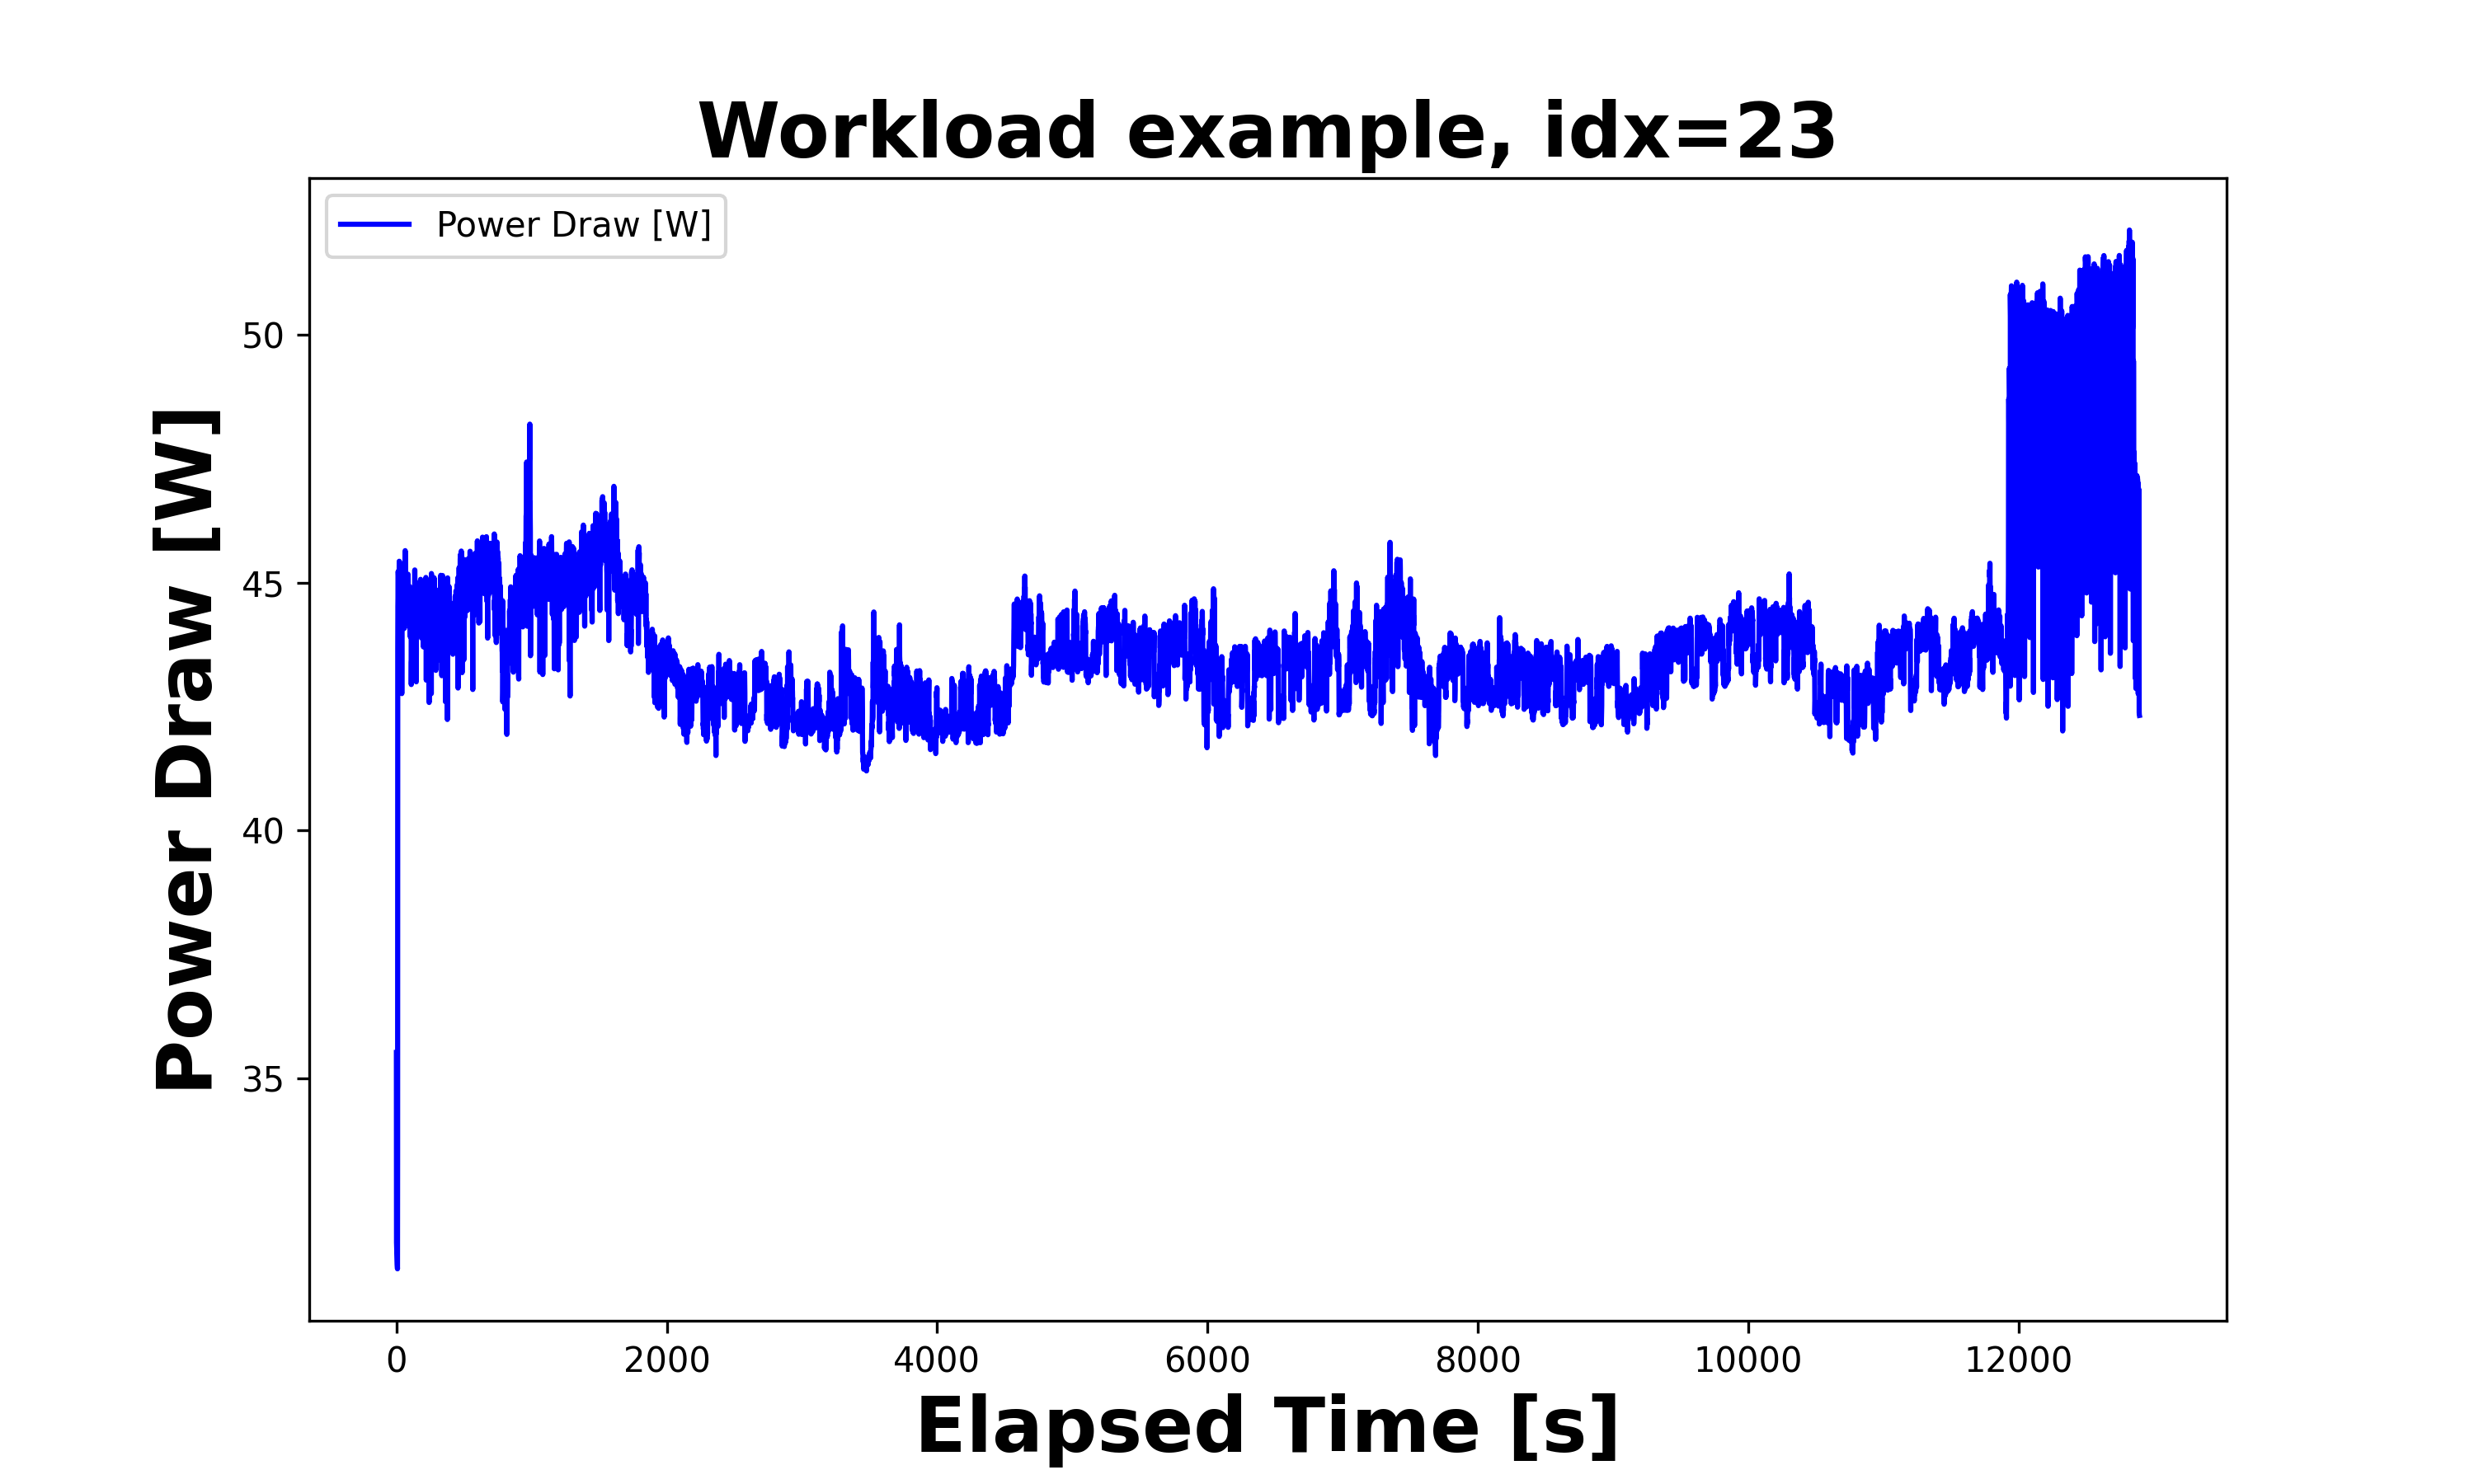 Workload example, idx=23
Power Draw [W]
Power Draw [W]
50
45
40
35
0 2000 4000 6000 8000 10000 12000
Elapsed Time [s]